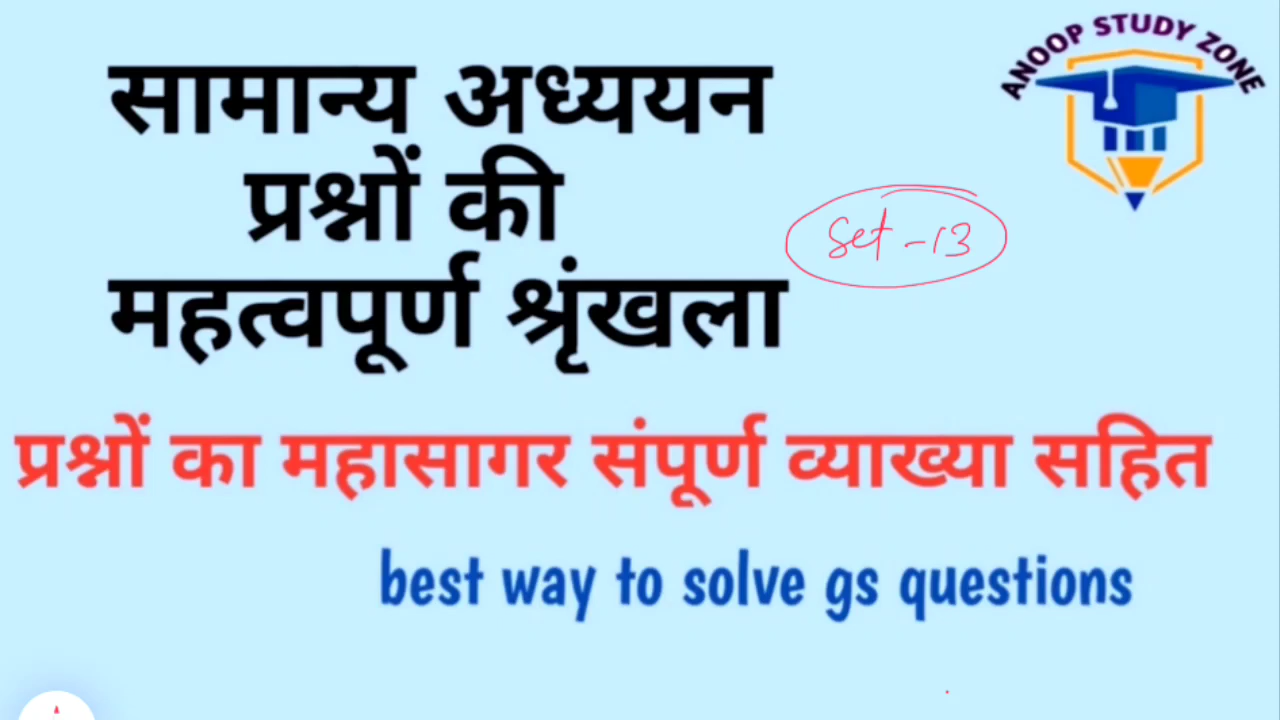 ANOOP STUDY ZONE
सामान्य अध्ययन
प्रश्नों की
महत्वपूर्ण श्रृंखला
Set -13
प्रश्नों का महासागर संपूर्ण व्याख्या सहित
best way to solve gs questions